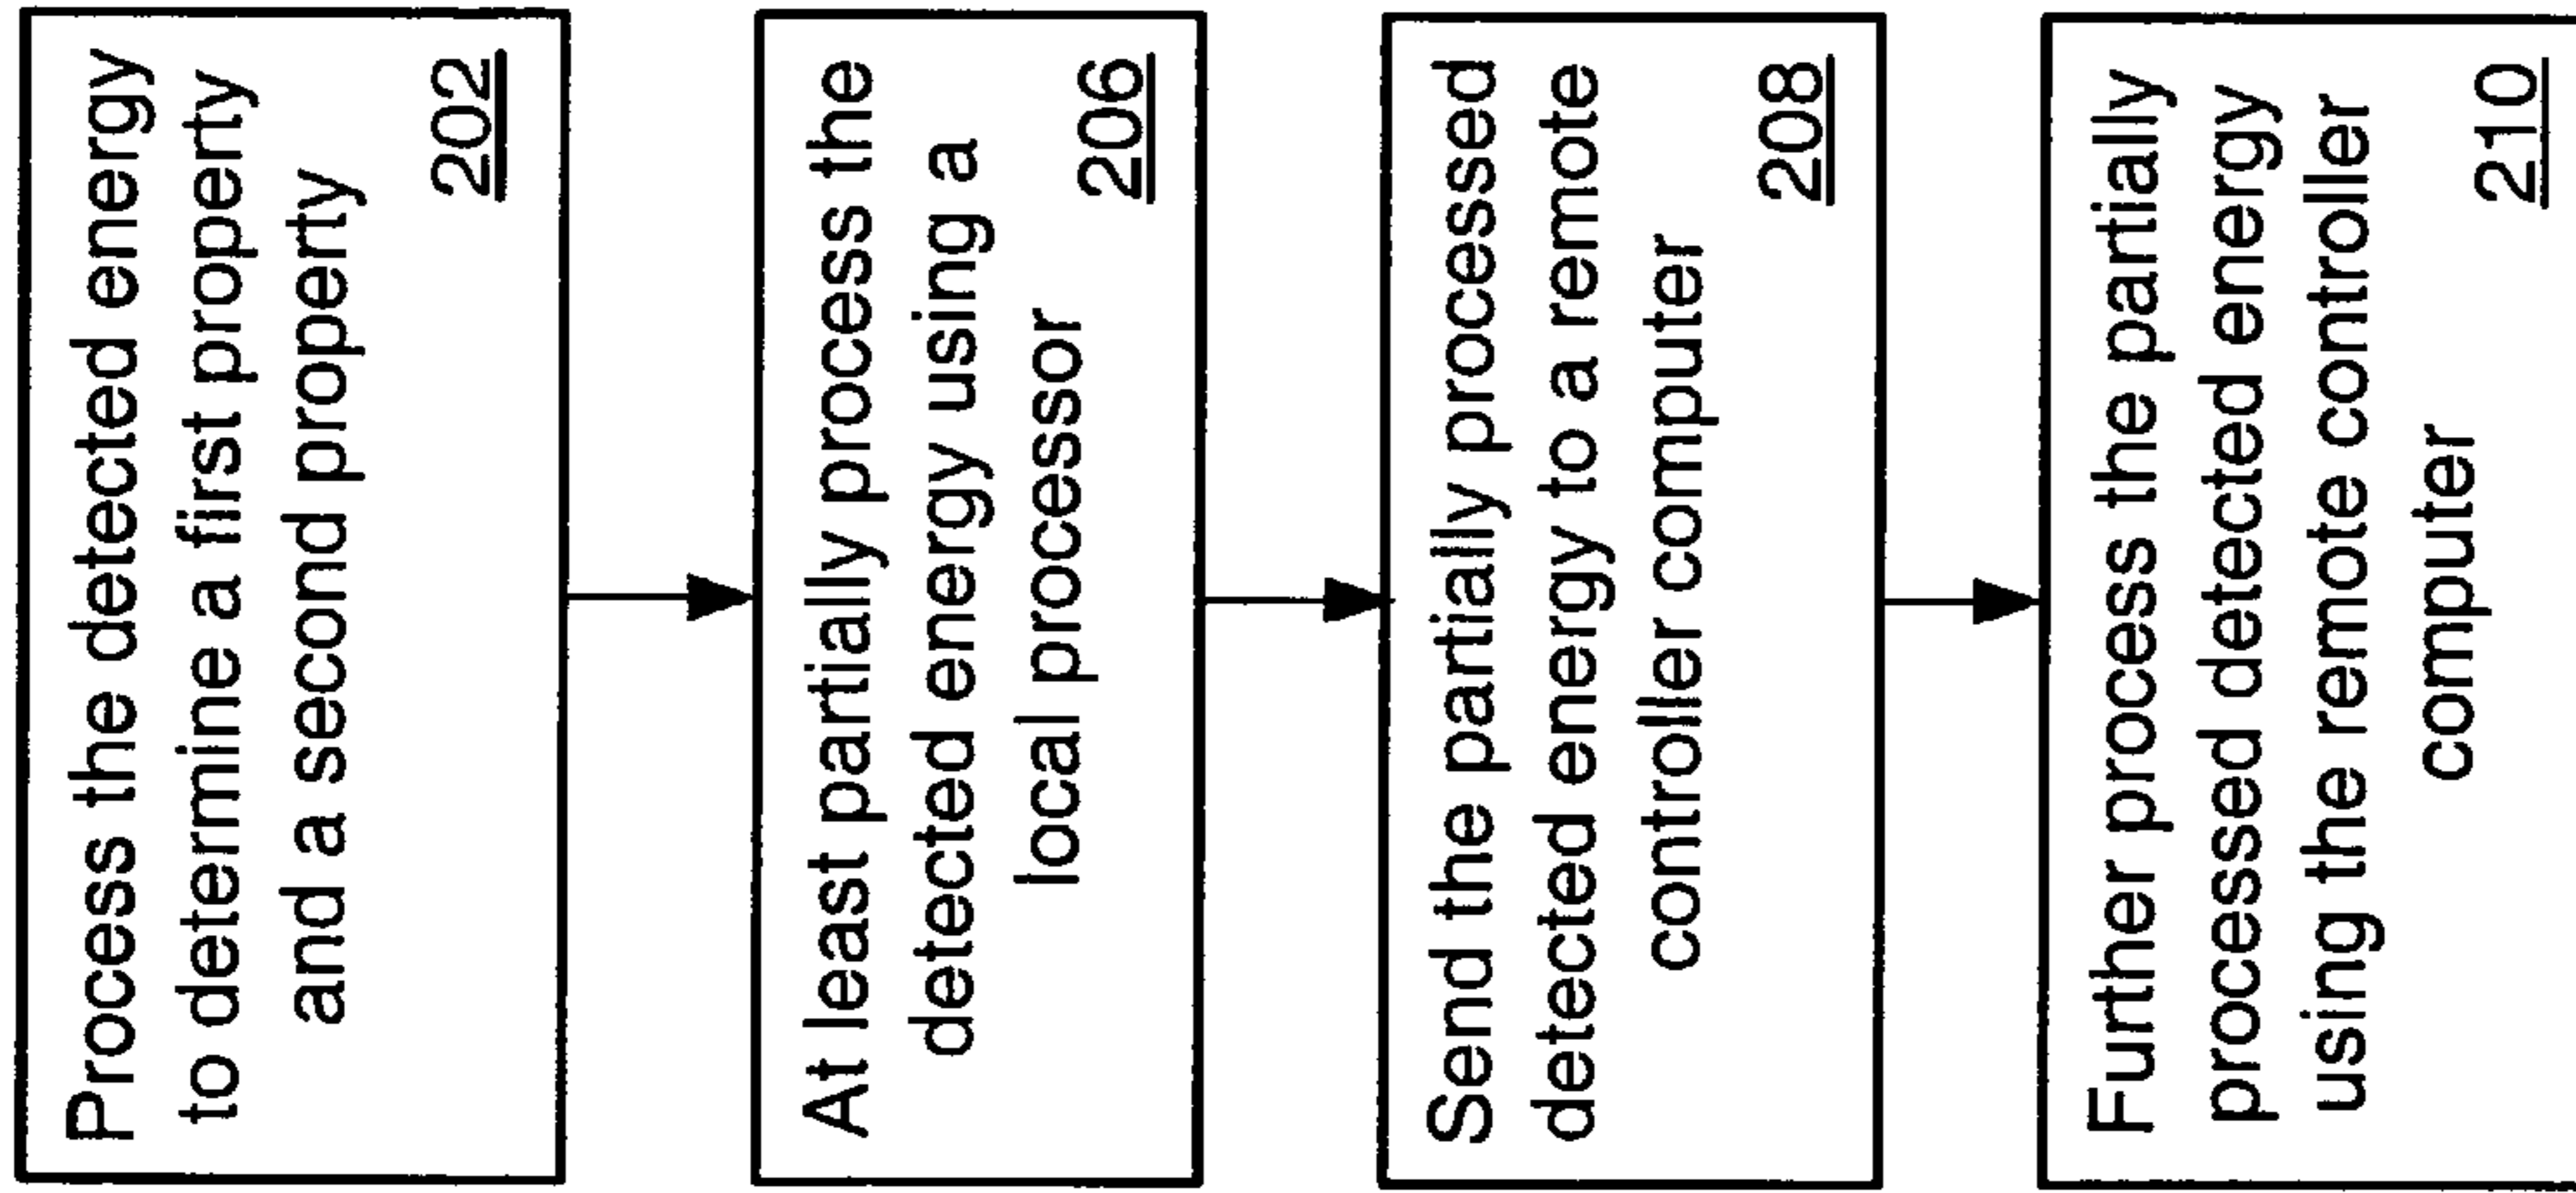 Process the detected energy
to determine a first property
and a second property
202
At least partially process the
detected energy using a
local processor
206
Send the partially processed
detected energy to a remote
controller computer
208
Further process the partially
processed detected energy
using the remote controller
computer
210